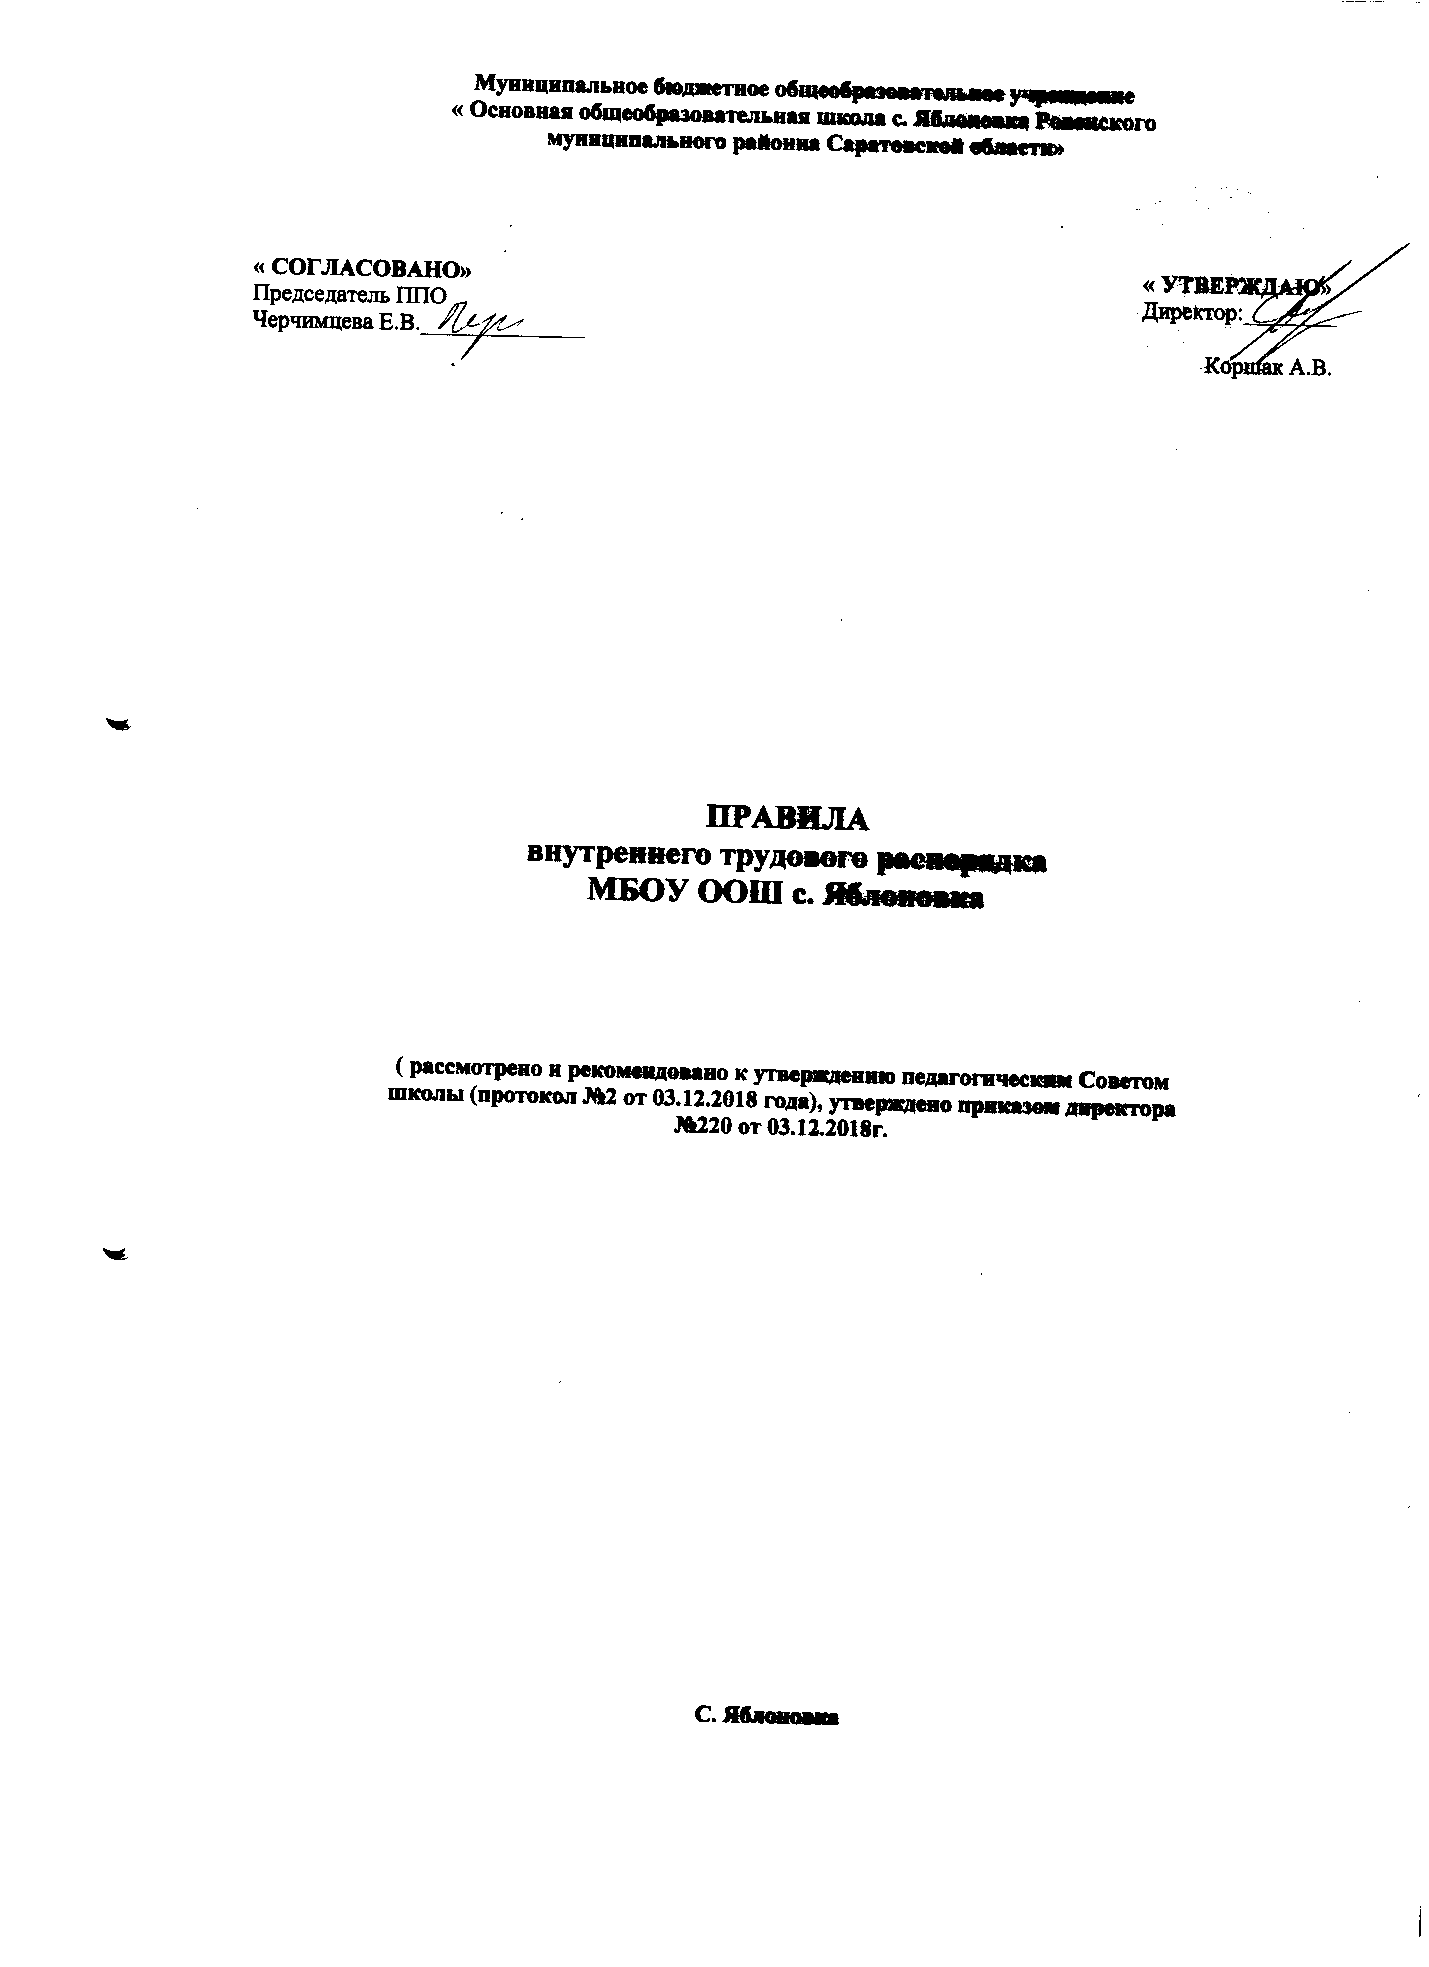 Муниципальное бюджетное общеобразовательное учреждение
« Основная общеобразовательная школа с. Яблоновка Ровенского
муниципального районна Саратовской области»
« СОГЛАСОВАНО»
Председатель ППО
Черчимцева Е.В.
« УТВЕРЖДАЮ»
Директор:
Коршак А.В.
ПРАВИЛА
внутреннего трудового распорядка
МБОУ ООШ с. Яблоновка
( рассмотрено и рекомендовано к утверждению педагогическим Советом
школы (протокол №2 от 03.12.2018 года), утверждено приказом директора
№220 от 03.12.2018г.
С. Яблоновка